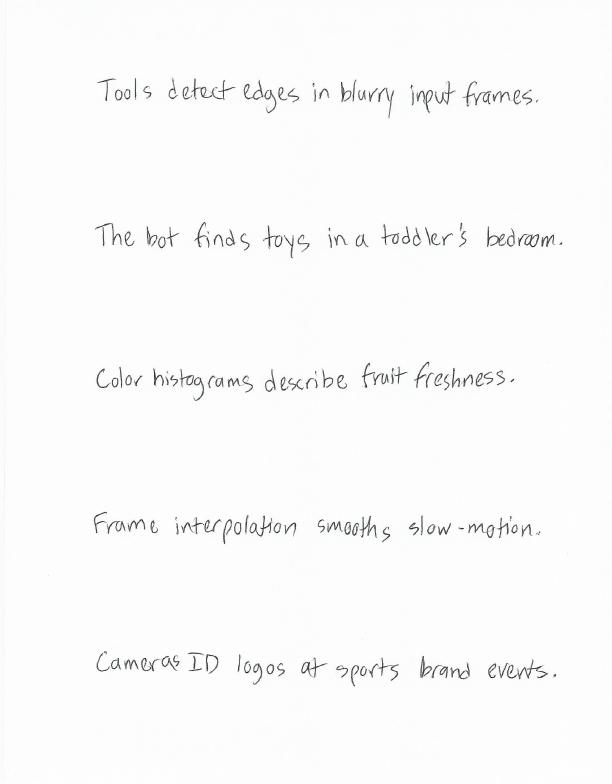 Tools detect edges in blurry input frames.
The bot finds toys in a toddler's bedroom.
Color histograms describe fruit freshness.
Frame interpolation smooths slow-motion.
Cameras ID logos at sports brand events.